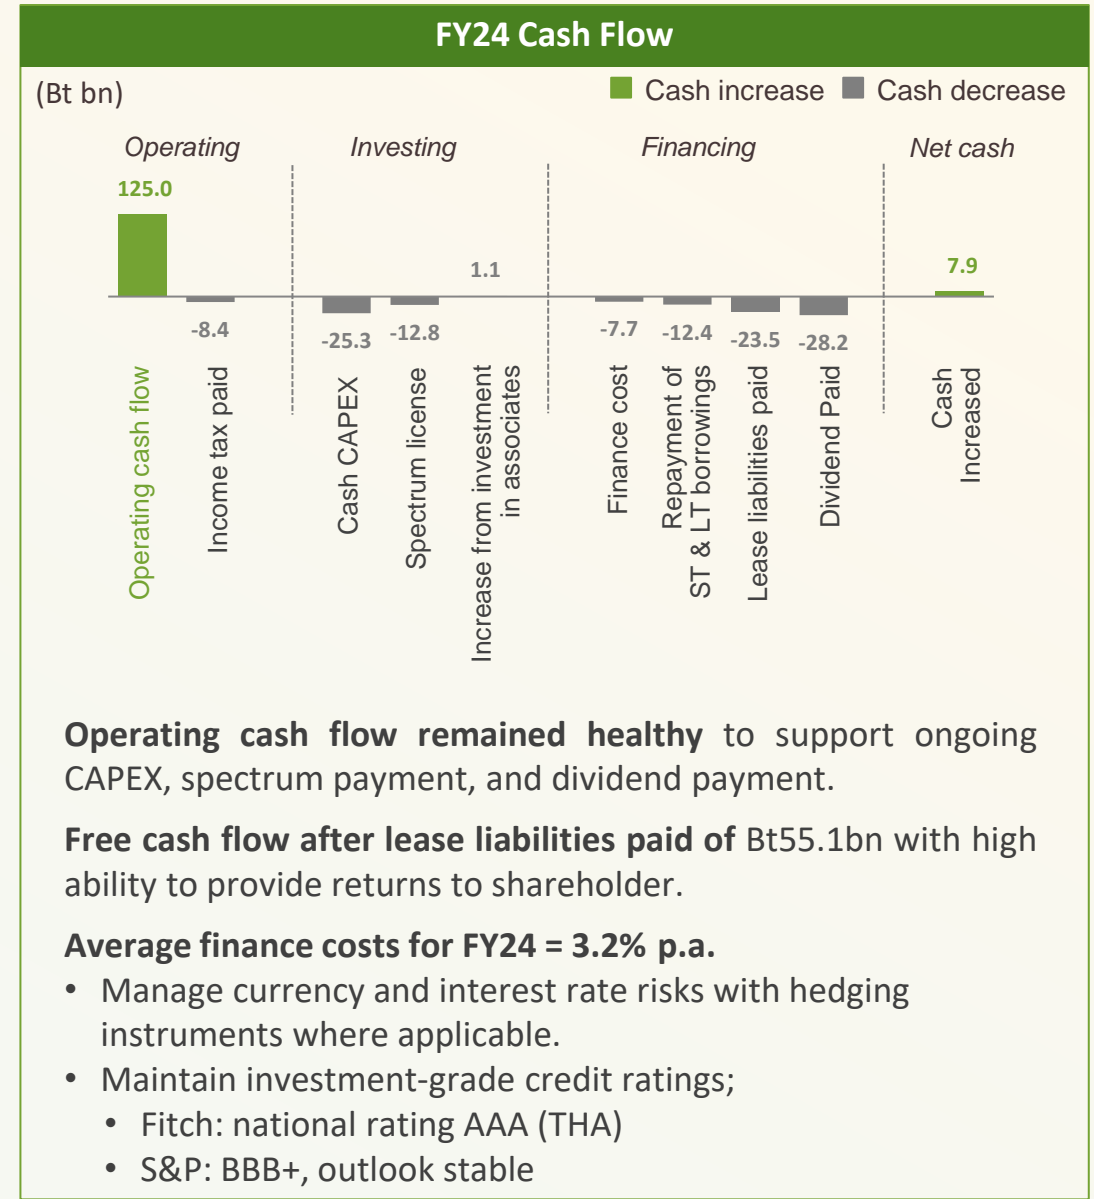 FY24 Cash Flow
(Bt bn)
Cash increase
Cash decrease
Operating
Investing
Financing
Net cash
125.0
-8.4
-25.3
-12.8
1.1
-7.7
-12.4
-23.5
-28.2
7.9
Operating cash flow
Income tax paid
Cash CAPEX
Spectrum license
Increase from investment
in associates
Finance cost
Repayment of
ST & LT borrowings
Lease liabilities paid
Dividend Paid
Cash
Increased
Operating cash flow remained healthy to support ongoing
CAPEX, spectrum payment, and dividend payment.
Free cash flow after lease liabilities paid of Bt55.1bn with high
ability to provide returns to shareholder.
Average finance costs for FY24 = 3.2% p.a.
• Manage currency and interest rate risks with hedging
instruments where applicable.
• Maintain investment-grade credit ratings;
• Fitch: national rating AAA (THA)
• S&P: BBB+, outlook stable